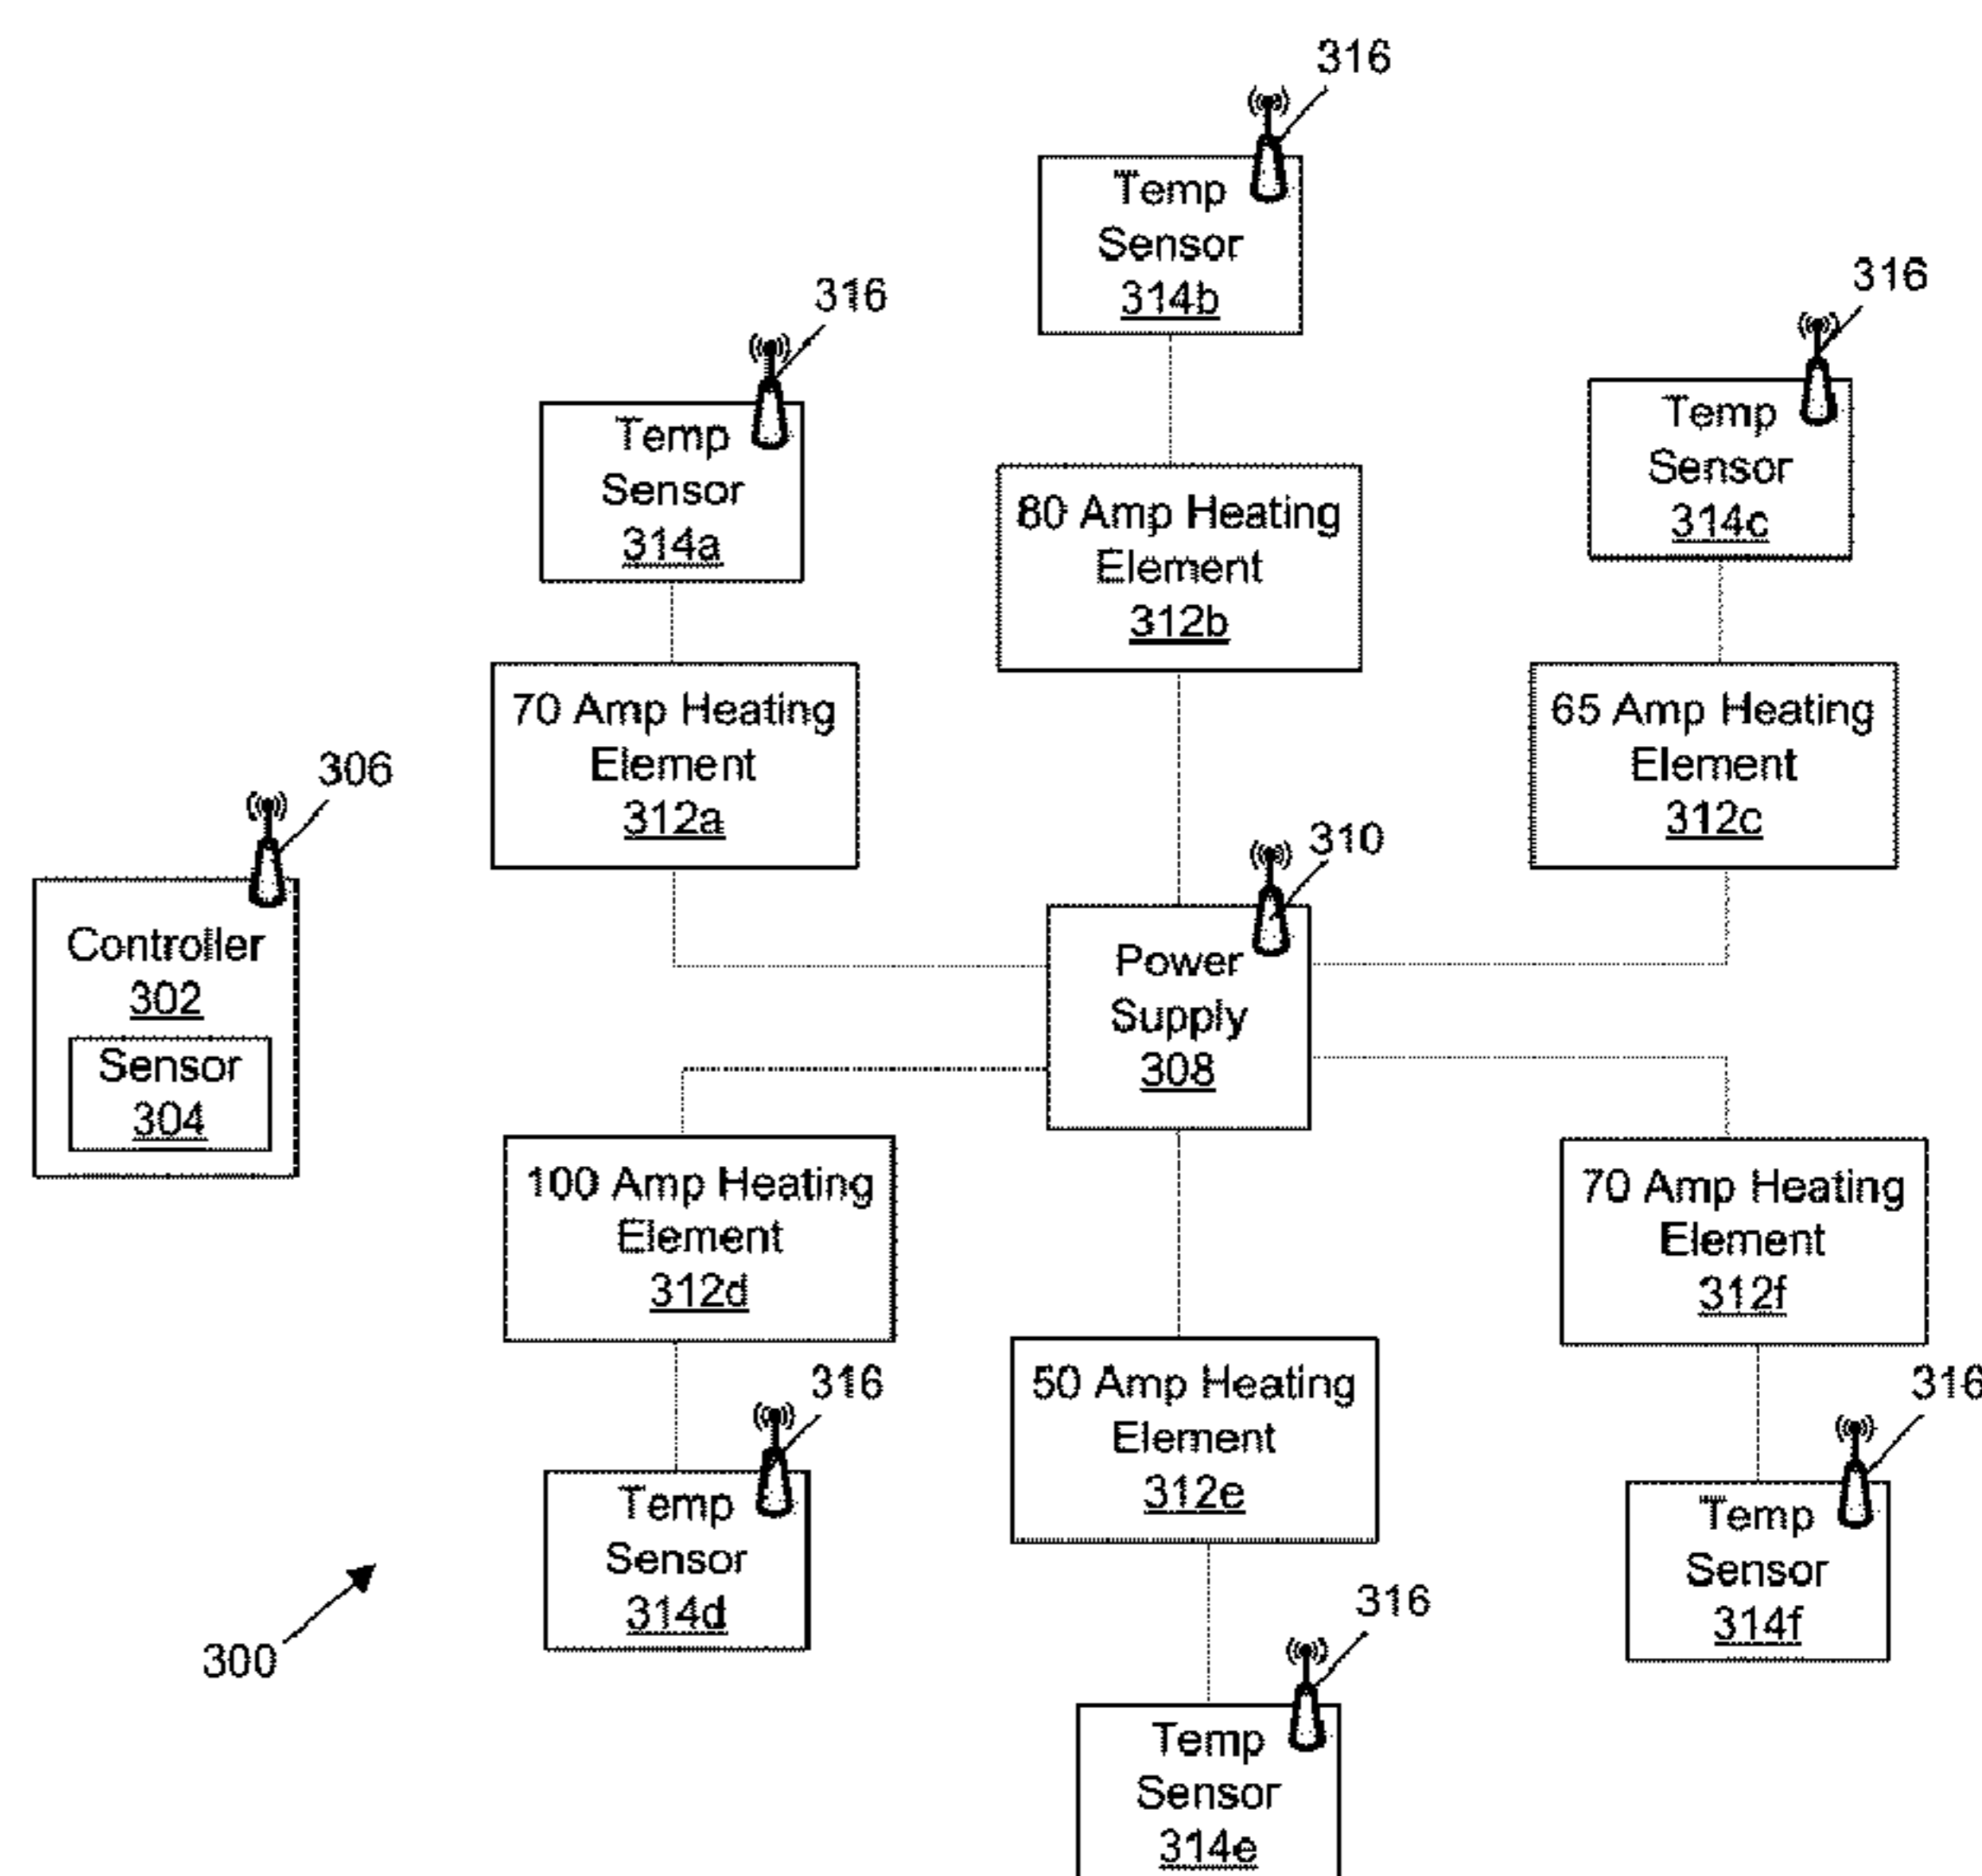 316
Temp
Sensor
314b
316
Temp
Sensor
314a
316
Temp
Sensor
314c
80 Amp Heating
Element
312b
70 Amp Heating
Element
312a
65 Amp Heating
Element
312c
306
Controller
302
Sensor
304
310
Power
Supply
308
100 Amp Heating
Element
312d
70 Amp Heating
Element
312f
50 Amp Heating
Element
312e
316
Temp
Sensor
314d
316
Temp
Sensor
314f
316
Temp
Sensor
314e
300